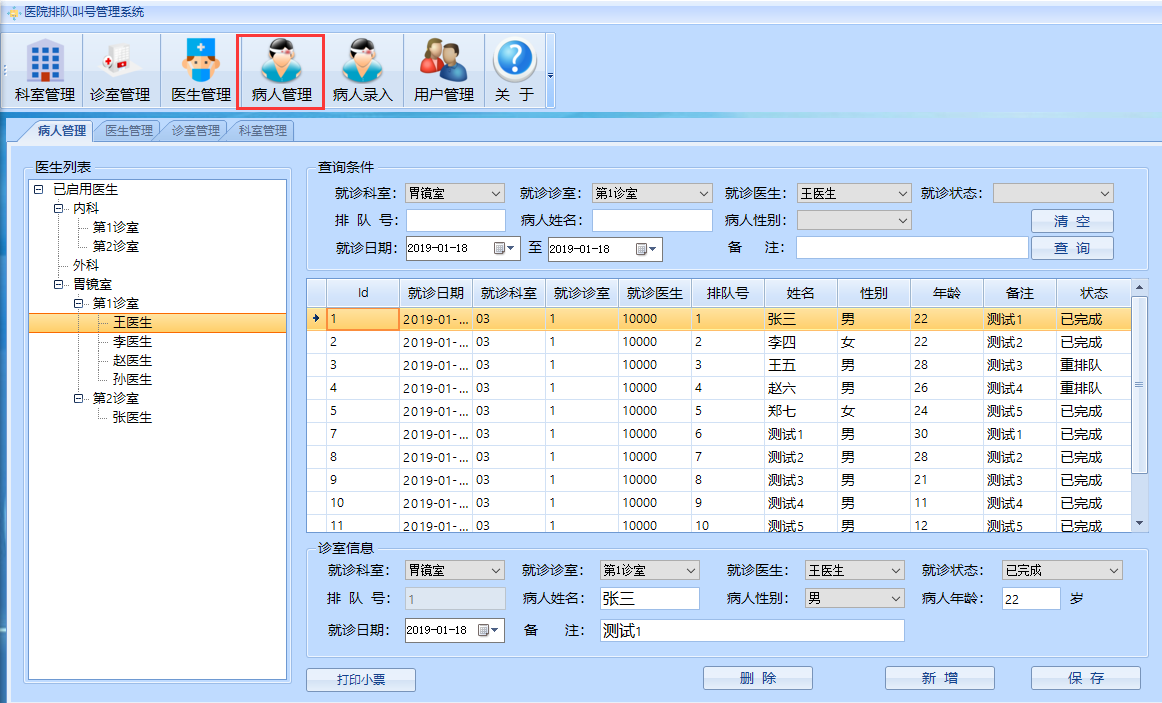 医院排队叫号管理系统
科室管理 诊室管理 医生管理 病人管理 病人录入 用户管理 关 于
病人管理 医生管理 诊室管理 科室管理
医生列表
已启用医生
内科
第1诊室
第2诊室
外科
胃镜室
第1诊室
王医生
李医生
赵医生
孙医生
第2诊室
张医生
查询条件
就诊科室: 胃镜室 就诊诊室: 第1诊室 就诊医生: 王医生 就诊状态:
排 队 号: 病人姓名: 病人性别: 清 空
就诊日期: 2019-01-18 至 2019-01-18 备 注: 查 询
Id 就诊日期 就诊科室 就诊诊室 就诊医生 排队号 姓名 性别 年龄 备注 状态
1 2019-01-... 03 1 10000 1 张三 男 22 测试1 已完成
2 2019-01-... 03 1 10000 2 李四 女 22 测试2 已完成
3 2019-01-... 03 1 10000 3 王五 男 28 测试3 重排队
4 2019-01-... 03 1 10000 4 赵六 男 26 测试4 重排队
5 2019-01-... 03 1 10000 5 郑七 女 24 测试5 已完成
7 2019-01-... 03 1 10000 6 测试1 男 30 测试1 已完成
8 2019-01-... 03 1 10000 7 测试2 男 28 测试2 已完成
9 2019-01-... 03 1 10000 8 测试3 男 21 测试3 已完成
10 2019-01-... 03 1 10000 9 测试4 男 11 测试4 已完成
11 2019-01-... 03 1 10000 10 测试5 男 12 测试5 已完成
诊室信息
就诊科室: 胃镜室 就诊诊室: 第1诊室 就诊医生: 王医生 就诊状态: 已完成
排 队 号: 1 病人姓名: 张三 病人性别: 男 病人年龄: 22 岁
就诊日期: 2019-01-18 备 注: 测试1
打印小票 删 除 新 增 保 存